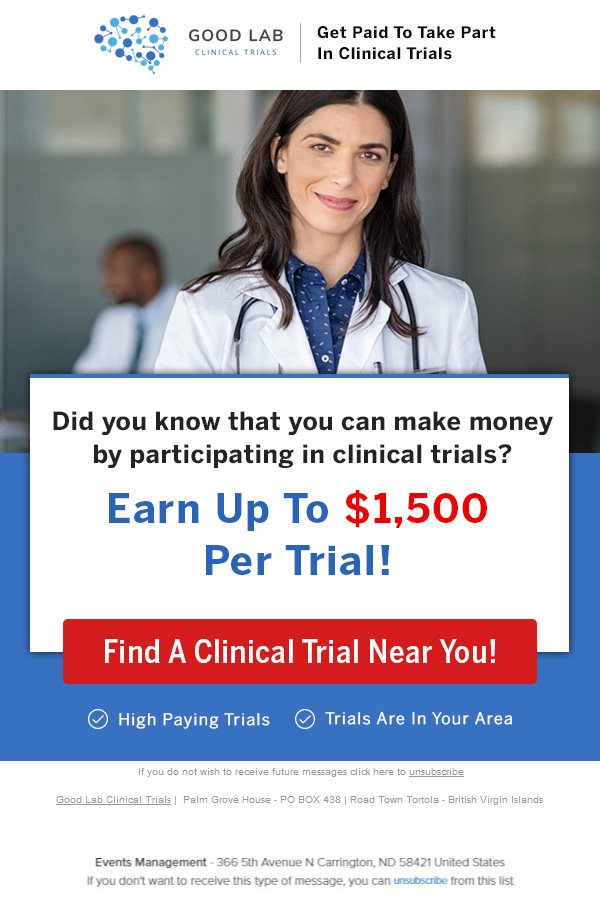 GOOD LAB
CLINICAL TRIALS
Get Paid To Take Part
In Clinical Trials
Did you know that you can make money
by participating in clinical trials?
Earn Up To $1,500
Per Trial!
Find A Clinical Trial Near You!
High Paying Trials
Trials Are In Your Area
If you do not wish to receive future messages click here to unsubscribe
Good Lab Clinical Trials | Palm Grove House - PO BOX 438 | Road Town Tortola - British Virgin Islands
Events Management - 366 5th Avenue N Carrington, ND 58421 United States
If you don't want to receive this type of message, you can unsubscribe from this list